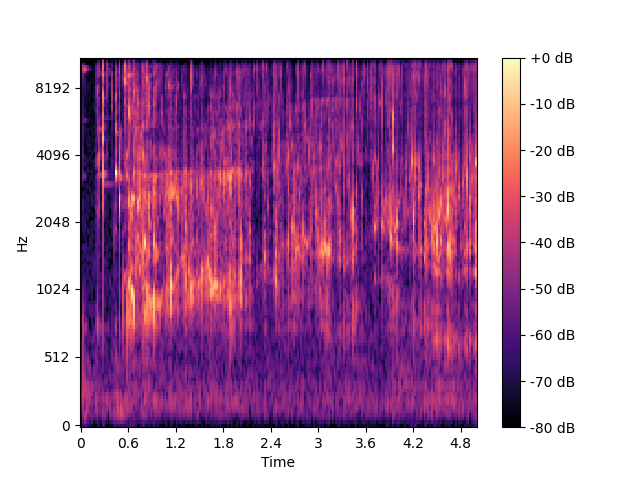 Hz
8192
4096
2048
1024
512
0
0 0.6 1.2 1.8 2.4 3 3.6 4.2 4.8
Time
+0 dB
-10 dB
-20 dB
-30 dB
-40 dB
-50 dB
-60 dB
-70 dB
-80 dB